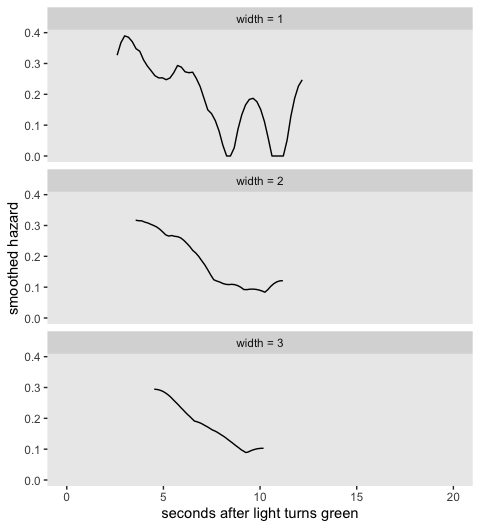 width = 1
0.4
0.3
0.2
0.1
0.0
width = 2
0.4
0.3
0.2
0.1
0.0
smoothed hazard
width = 3
0.4
0.3
0.2
0.1
0.0
0 5 10 15 20
seconds after light turns green